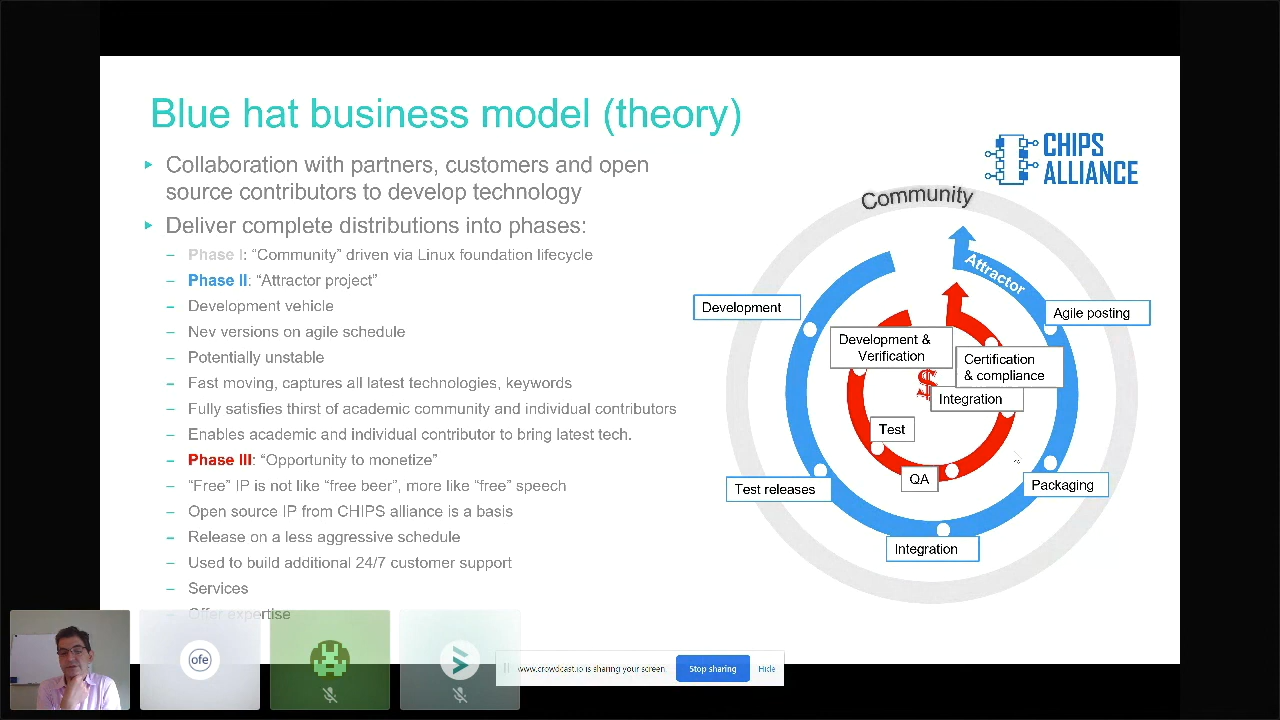 Blue hat business model (theory)
Collaboration with partners, customers and open
source contributors to develop technology
Deliver complete distributions into phases:
– Phase I: “Community” driven via Linux foundation lifecycle
– Phase II: “Attractor project”
– Development vehicle
– Nev versions on agile schedule
– Potentially unstable
– Fast moving, captures all latest technologies, keywords
– Fully satisfies thirst of academic community and individual contributors
– Enables academic and individual contributor to bring latest tech.
– Phase III: “Opportunity to monetize”
– “Free” IP is not like “free beer”, more like “free” speech
– Open source IP from CHIPS alliance is a basis
– Release on a less aggressive schedule
– Used to build additional 24/7 customer support
– Services
– Offer expertise
CHIPS
ALLIANCE
Community
Attractor
Development
Agile posting
Development &
Verification
Certification
& compliance
$
Integration
Test
QA
Test releases
Packaging
Integration
ofe
www.crowdcast.io is sharing your screen.
Stop sharing
Hide